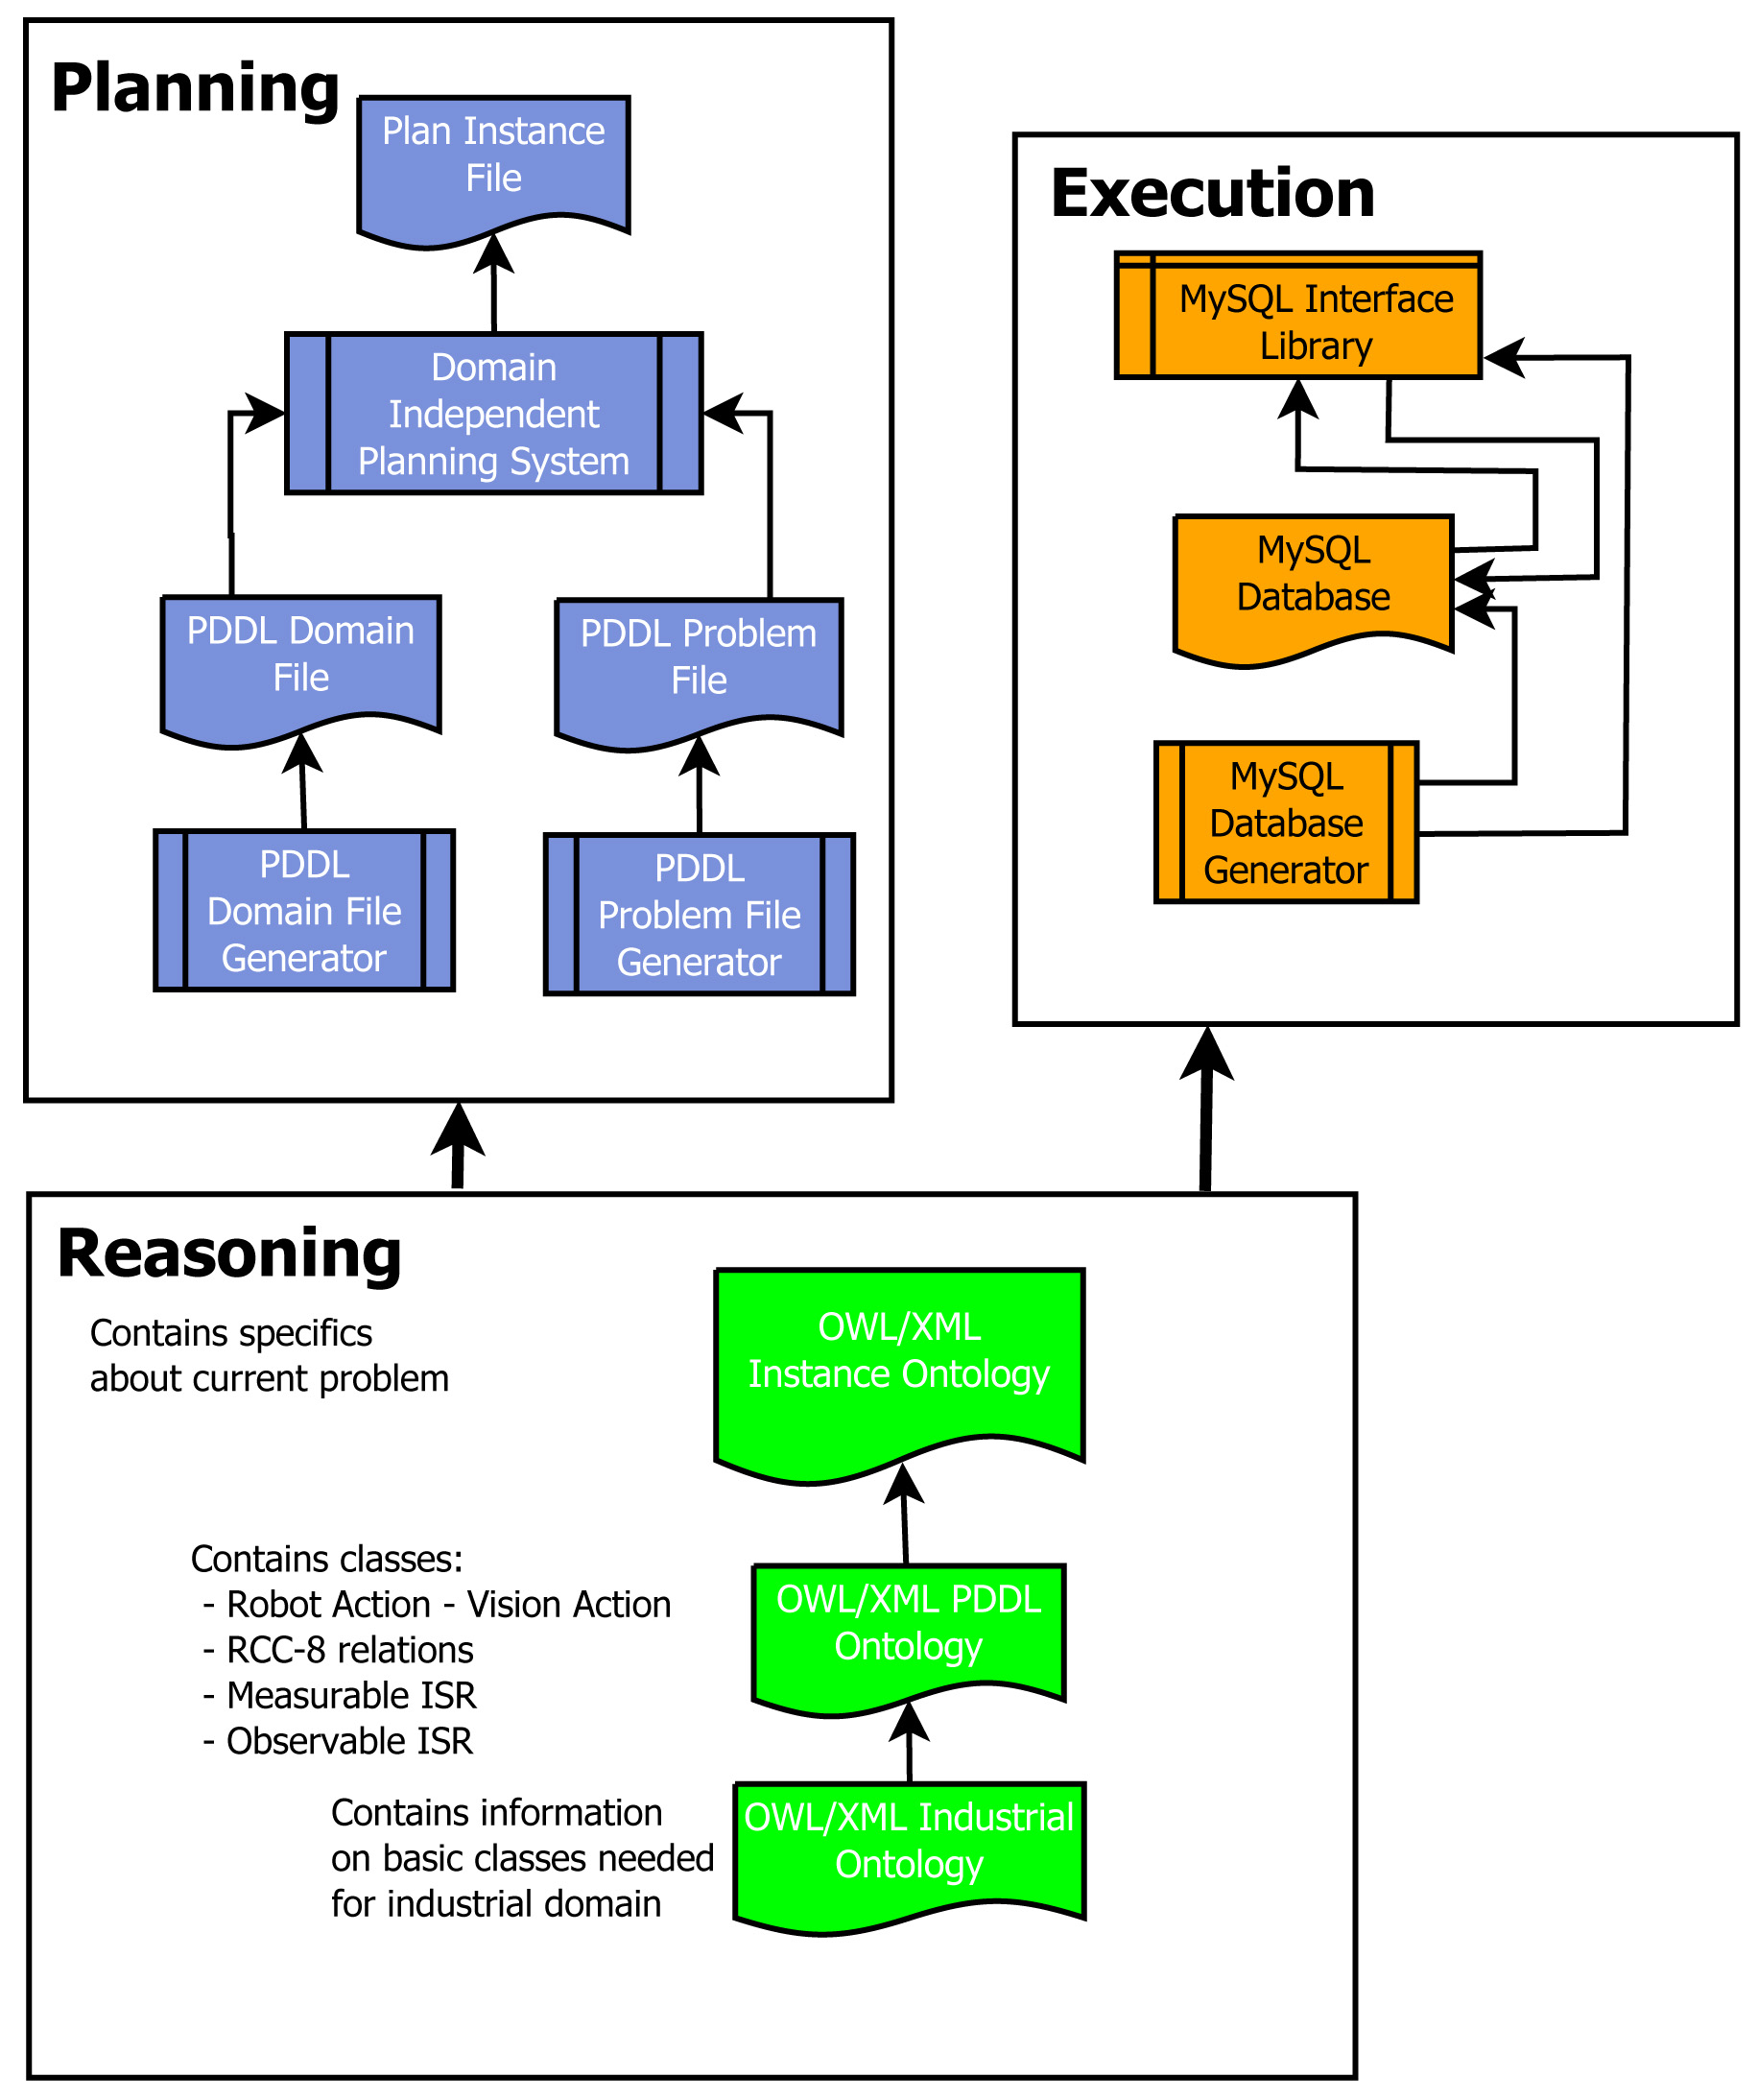 Planning
Plan Instance
File
Domain
Independent
Planning System
PDDL Domain
File
PDDL Problem
File
PDDL
Domain File
Generator
PDDL
Problem File
Generator
Execution
MySQL Interface
Library
MySQL
Database
MySQL
Database
Generator
Reasoning
Contains specifics
about current problem
OWL/XML
Instance Ontology
Contains classes:
- Robot Action - Vision Action
- RCC-8 relations
- Measurable ISR
- Observable ISR
OWL/XML PDDL
Ontology
Contains information
on basic classes needed
for industrial domain
OWL/XML Industrial
Ontology